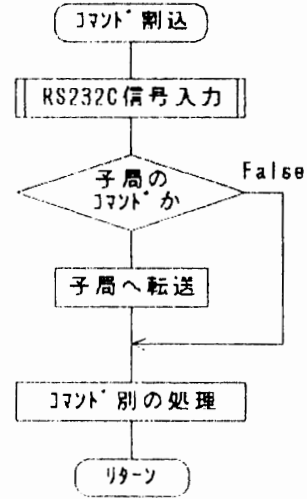 コマンド割込
RS232C信号入力
子局の
コマンドか
False
子局へ転送
コマンド別の処理
リターン